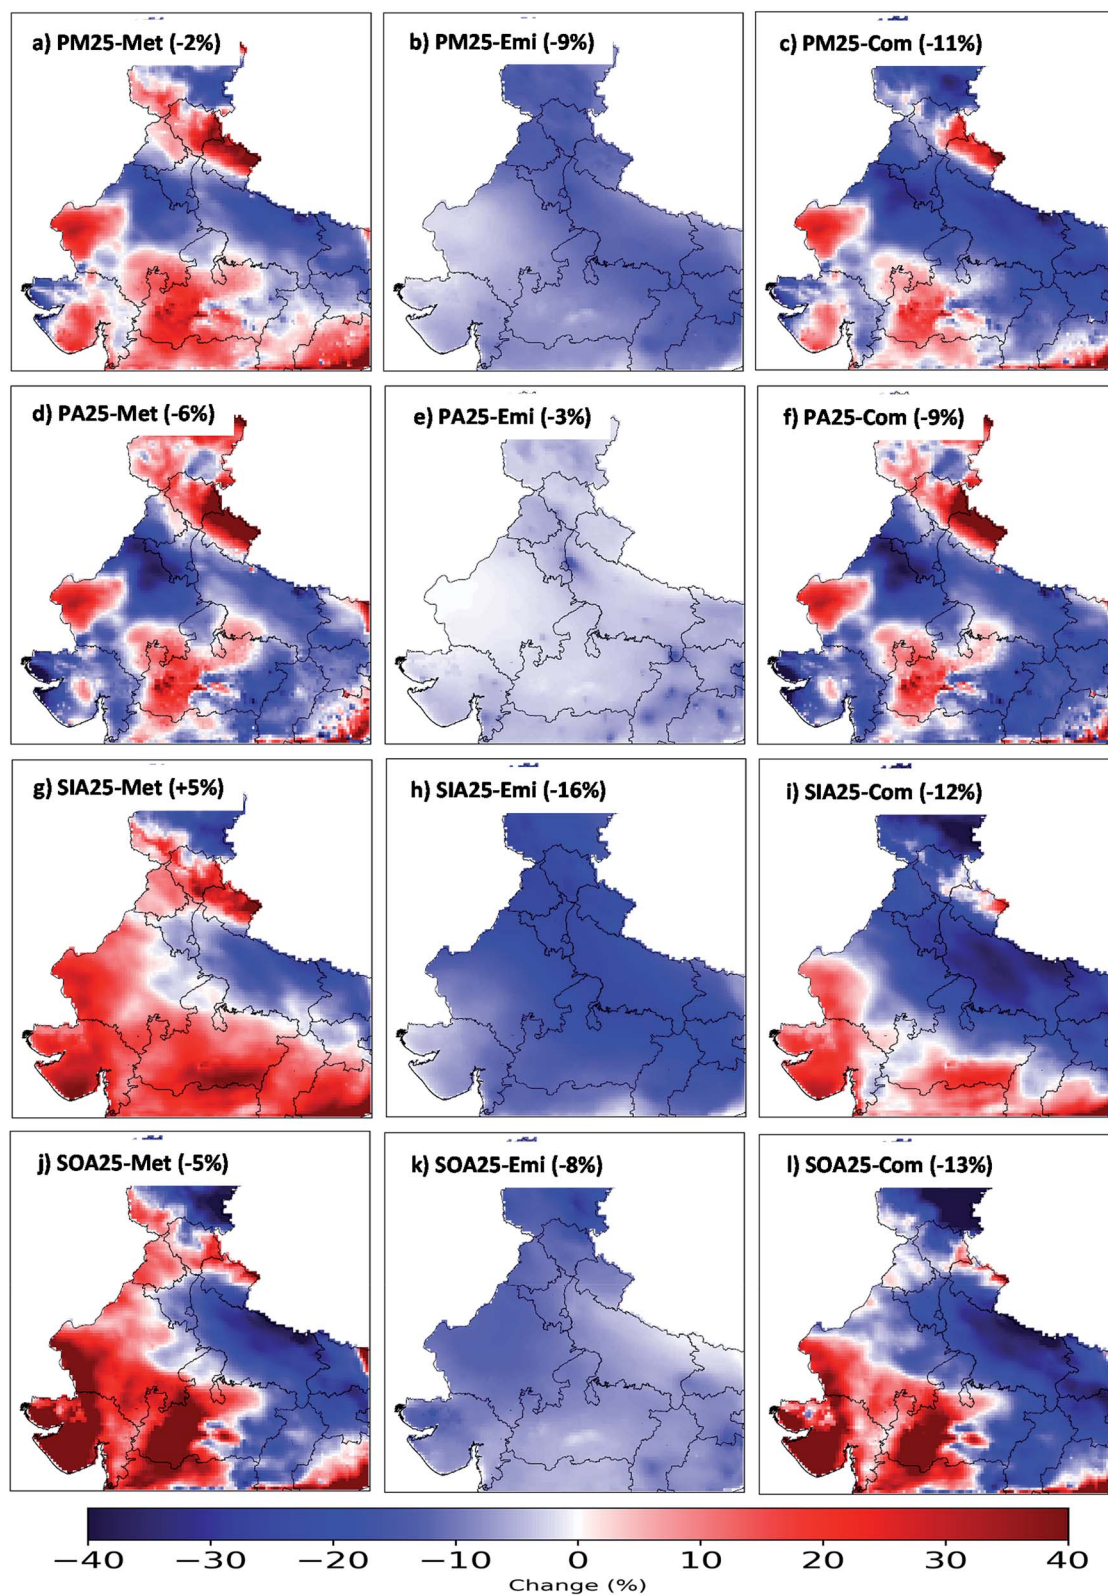 a) PM25-Met (-2%)
b) PM25-Emi (-9%)
c) PM25-Com (-11%)
d) PA25-Met (-6%)
e) PA25-Emi (-3%)
f) PA25-Com (-9%)
g) SIA25-Met (+5%)
h) SIA25-Emi (-16%)
i) SIA25-Com (-12%)
j) SOA25-Met (-5%)
k) SOA25-Emi (-8%)
l) SOA25-Com (-13%)
−40 −30 −20 −10 0 10 20 30 40
Change (%)